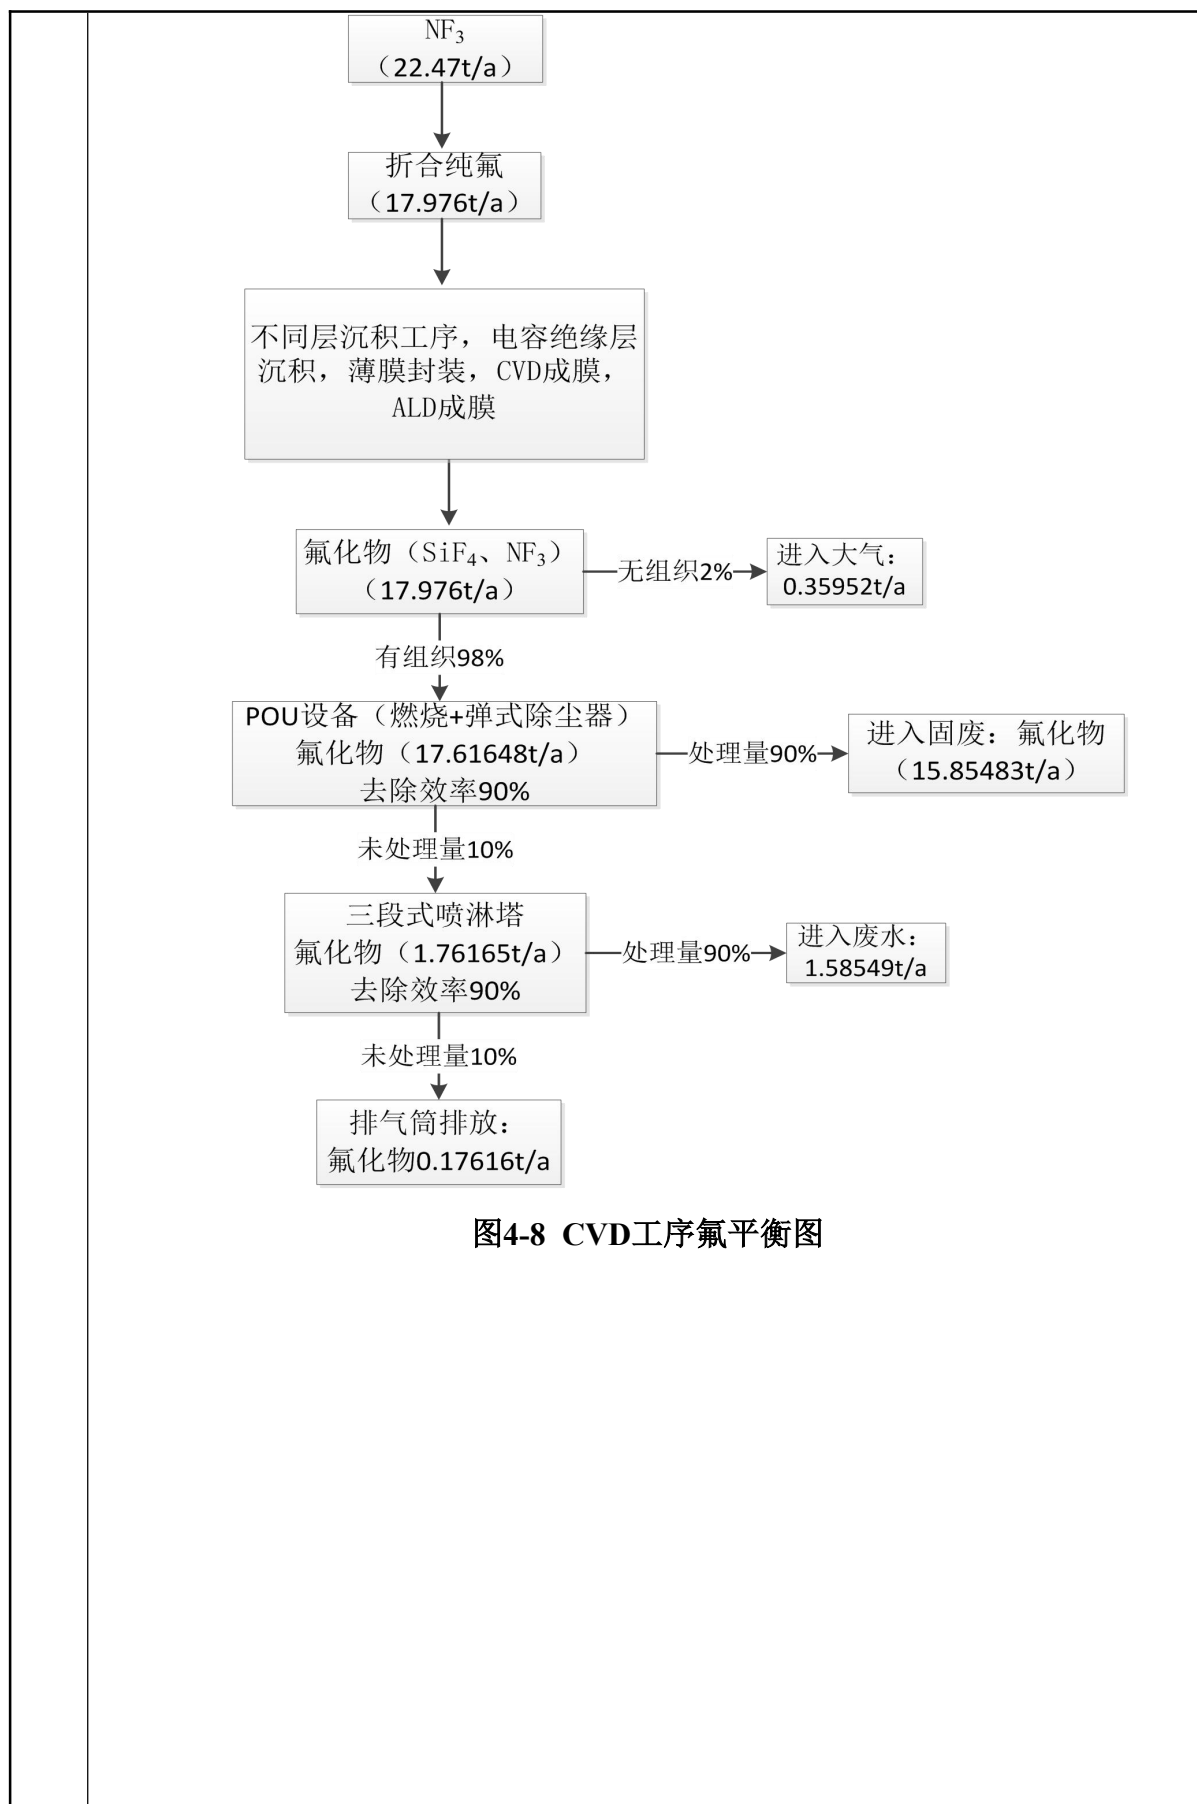 NF₃
（22.47t/a）
折合纯氟
（17.976t/a）
不同层沉积工序，电容绝缘层
沉积，薄膜封装，CVD成膜，
ALD成膜
氟化物（SiF₄、NF₃）
（17.976t/a）
无组织2%
进入大气：
0.35952t/a
有组织98%
POU设备（燃烧+弹式除尘器）
氟化物（17.61648t/a）
去除效率90%
处理量90%
进入固废：氟化物
（15.85483t/a）
未处理量10%
三段式喷淋塔
氟化物（1.76165t/a）
去除效率90%
处理量90%
进入废水：
1.58549t/a
未处理量10%
排气筒排放：
氟化物0.17616t/a
图4-8 CVD工序氟平衡图